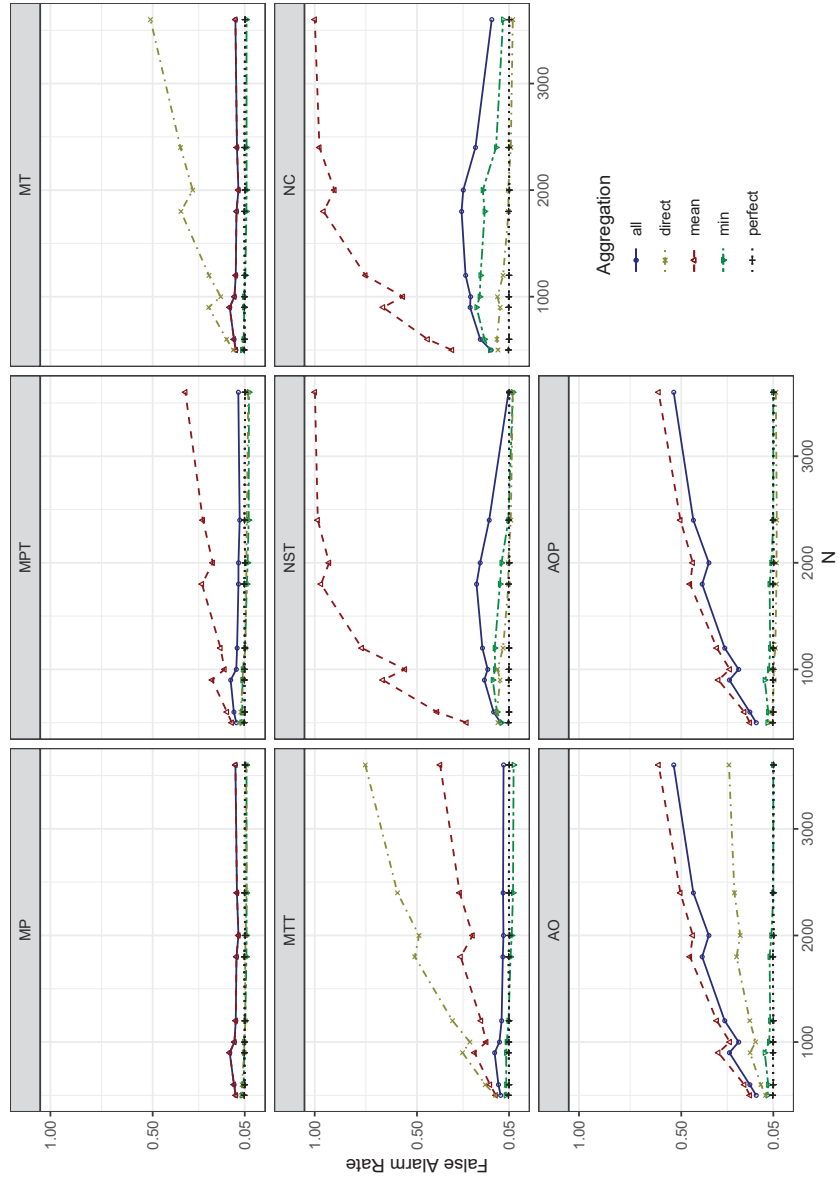 MP
MPT
MT
1.00
0.50
0.05
MTT
NST
NC
1.00
0.50
0.05
1000
2000
3000
AO
AOP
1.00
0.50
0.05
1000
2000
3000
1000
2000
3000
N
False Alarm Rate
Aggregation
all
direct
mean
min
perfect